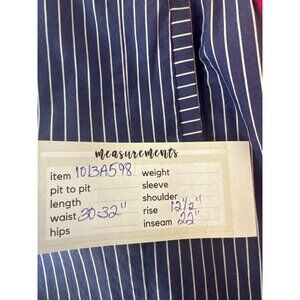 measurements
item 1013A598 weight
pit to pit sleeve
length shoulder
waist 30-32" rise 12 1/2"
hips inseam 22"